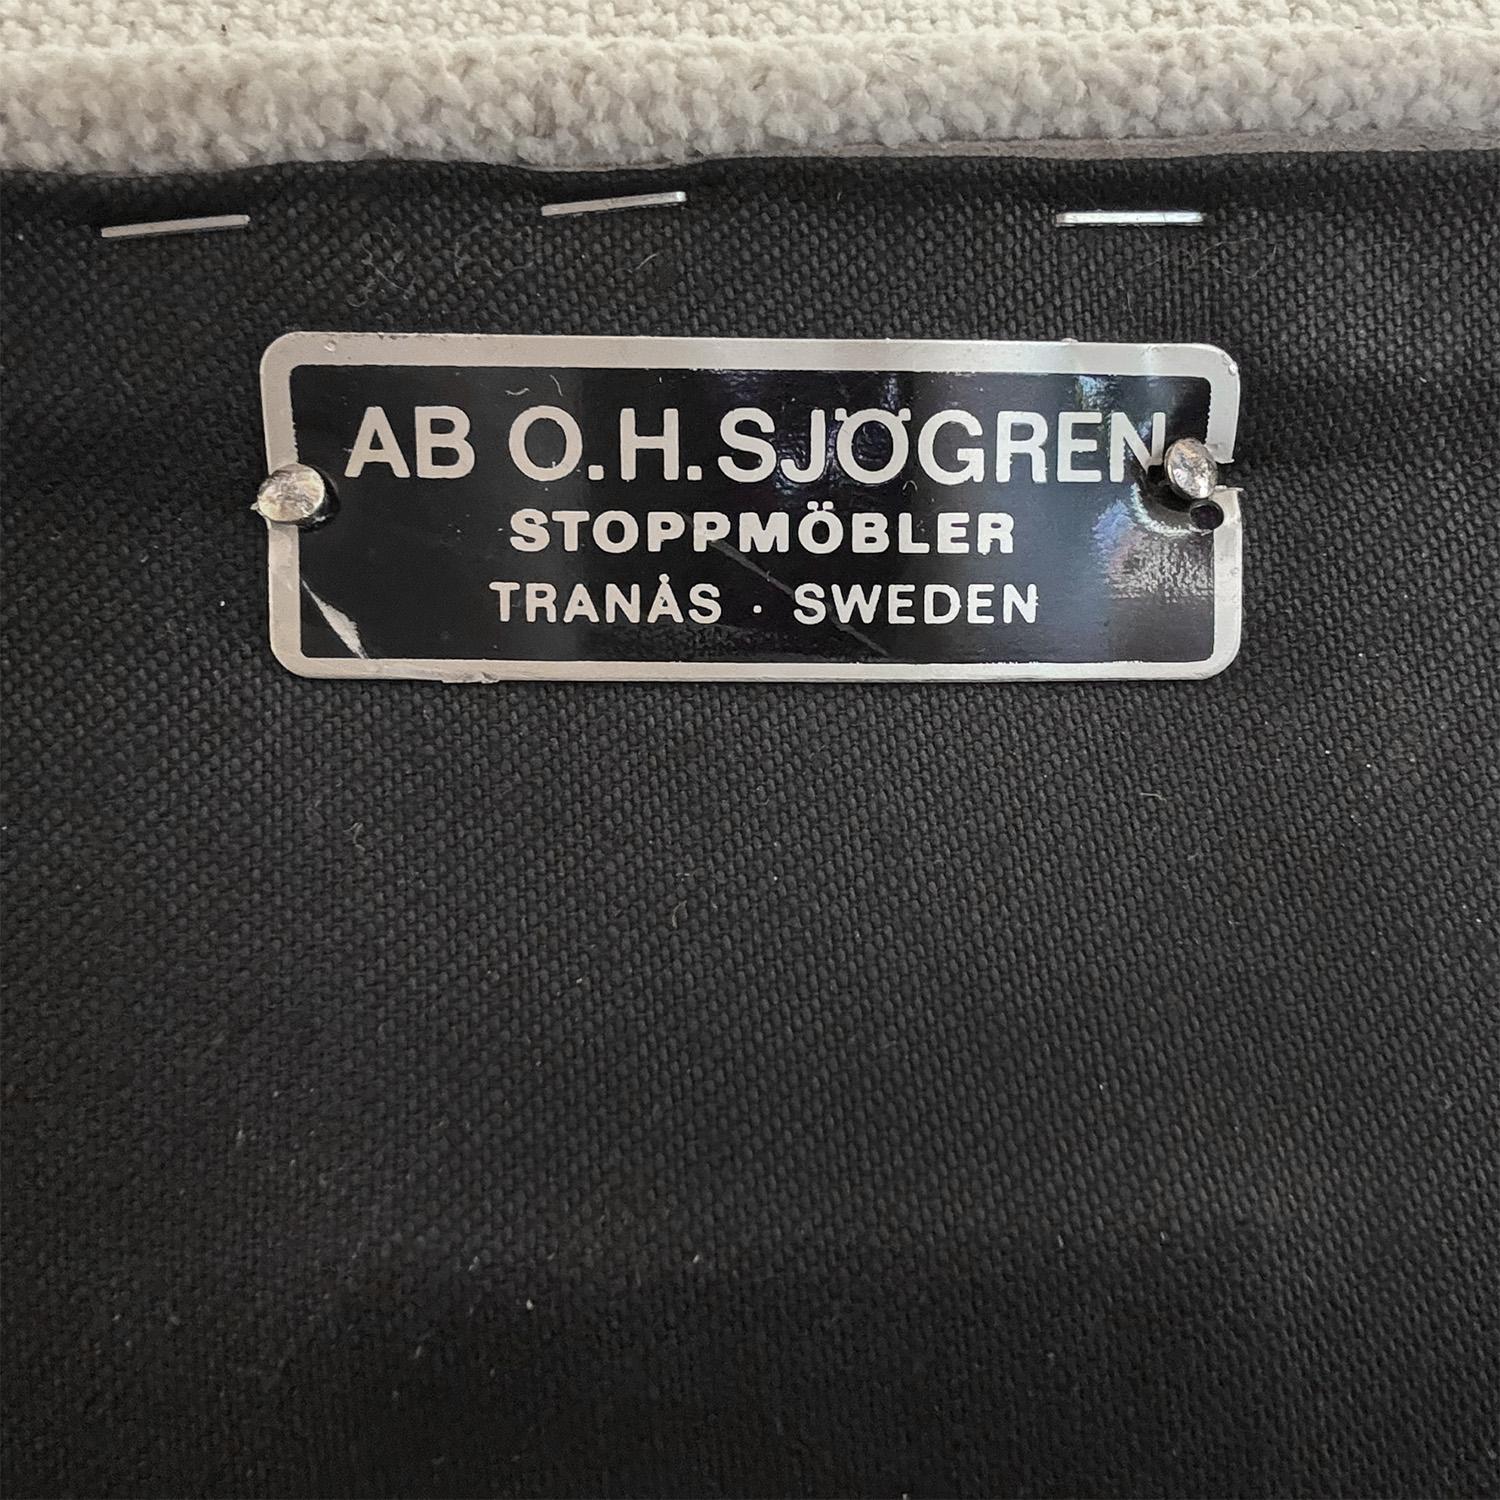 AB O.H. SJÖGREN
STOPPMÖBLER
TRANÅS · SWEDEN